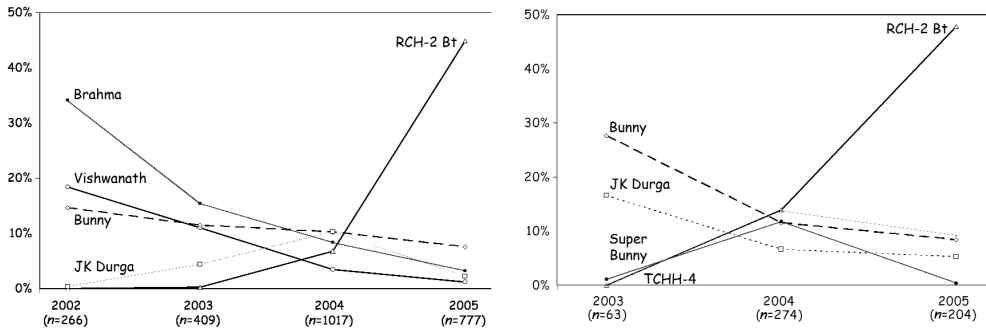 50%
40%
30%
20%
10%
0%
RCH-2 Bt
Brahma
Vishwanath
Bunny
JK Durga
2002
(n=266)
2003
(n=409)
2004
(n=1017)
2005
(n=777)
50%
40%
30%
20%
10%
0%
RCH-2 Bt
Bunny
JK Durga
Super
Bunny
TCHH-4
2003
(n=63)
2004
(n=274)
2005
(n=204)